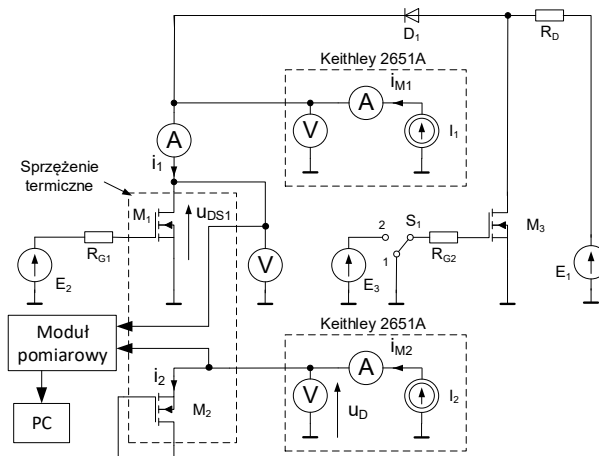 D1
RD
Keithley 2651A
iM1
A
V
I1
A
i1
Sprzężenie
termiczne
M1
uDS1
RG1
E2
V
2
S1
1
RG2
E3
M3
E1
Keithley 2651A
Moduł
pomiarowy
PC
i2
M2
iM2
A
V
uD
I2